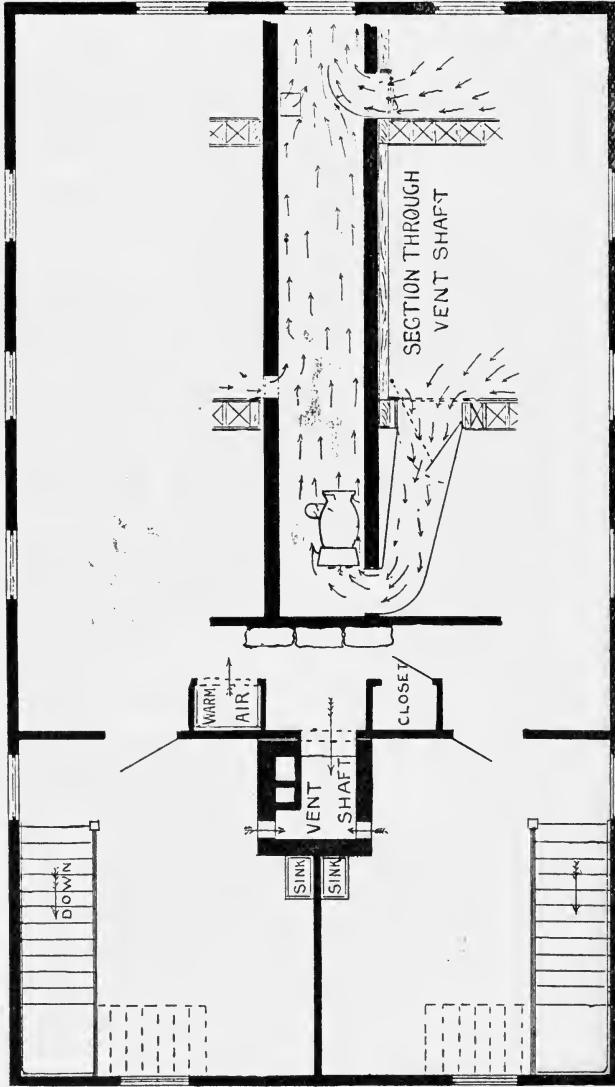 SECTION THROUGH
VENT SHAFT
WARM
AIR
CLOSET
VENT
SHAFT
SINK
SINK
DOWN